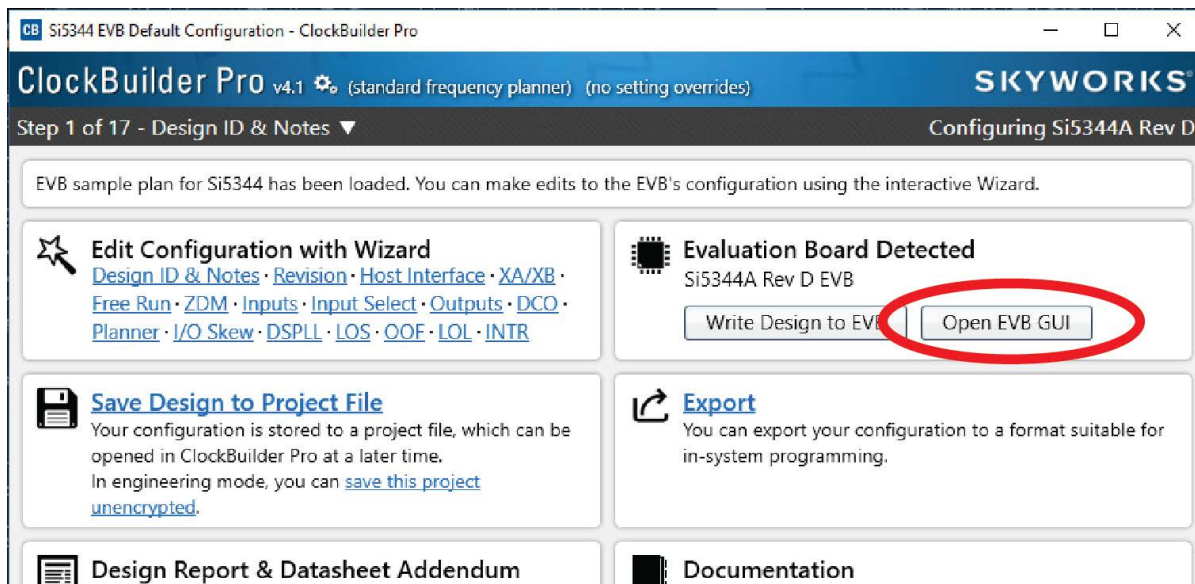 CB Si5344 EVB Default Configuration - ClockBuilder Pro
ClockBuilder Pro v4.1 (standard frequency planner) (no setting overrides)
SKYWORKS
Step 1 of 17 - Design ID & Notes ▼
Configuring Si5344A Rev D
EVB sample plan for Si5344 has been loaded. You can make edits to the EVB's configuration using the interactive Wizard.
Edit Configuration with Wizard
Design ID & Notes · Revision · Host Interface · XA/XB ·
Free Run · ZDM · Inputs · Input Select · Outputs · DCO ·
Planner · I/O Skew · DSPLL · LOS · OOF · LOL · INTR
Evaluation Board Detected
Si5344A Rev D EVB
Write Design to EVB
Open EVB GUI
Save Design to Project File
Your configuration is stored to a project file, which can be
opened in ClockBuilder Pro at a later time.
In engineering mode, you can save this project
unencrypted.
Export
You can export your configuration to a format suitable for
in-system programming.
Design Report & Datasheet Addendum
Documentation